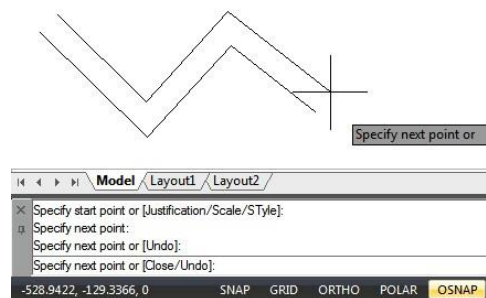 Specify next point or
Model Layout1 Layout2
Specify start point or [Justification/Scale/STyle]:
Specify next point:
Specify next point or [Undo]:
Specify next point or [Close/Undo]:
-528.9422, -129.3366, 0 SNAP GRID ORTHO POLAR OSNAP